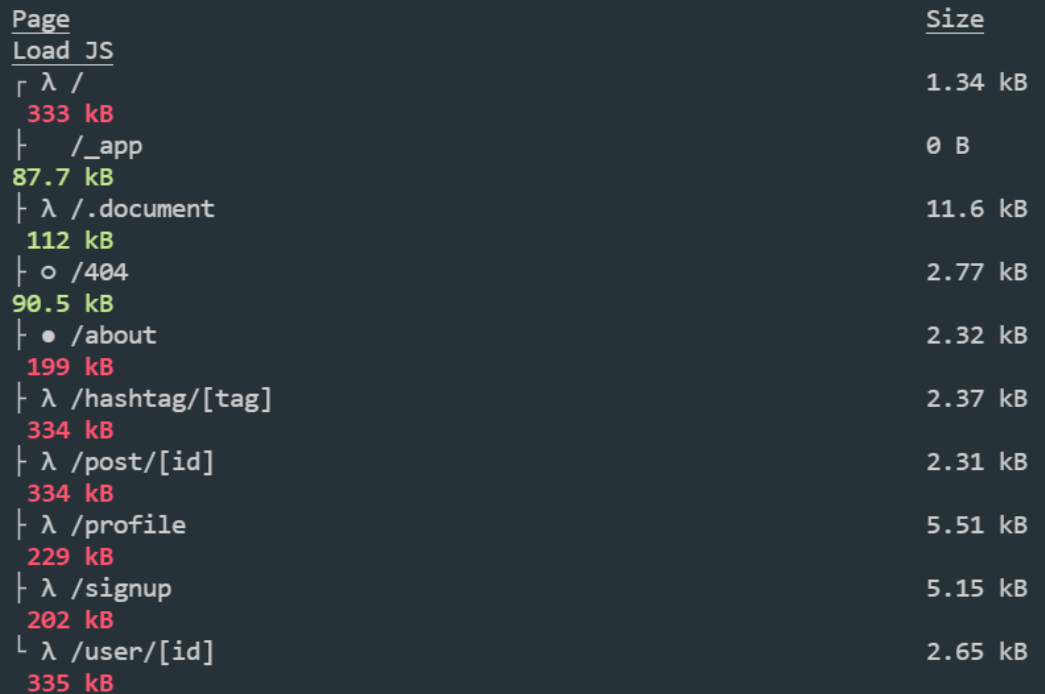 Page Size
Load JS
┌ λ / 1.34 kB
333 kB
├ /_app 0 B
87.7 kB
├ λ /.document 11.6 kB
112 kB
├ ○ /404 2.77 kB
90.5 kB
├ ● /about 2.32 kB
199 kB
├ λ /hashtag/[tag] 2.37 kB
334 kB
├ λ /post/[id] 2.31 kB
334 kB
├ λ /profile 5.51 kB
229 kB
├ λ /signup 5.15 kB
202 kB
└ λ /user/[id] 2.65 kB
335 kB